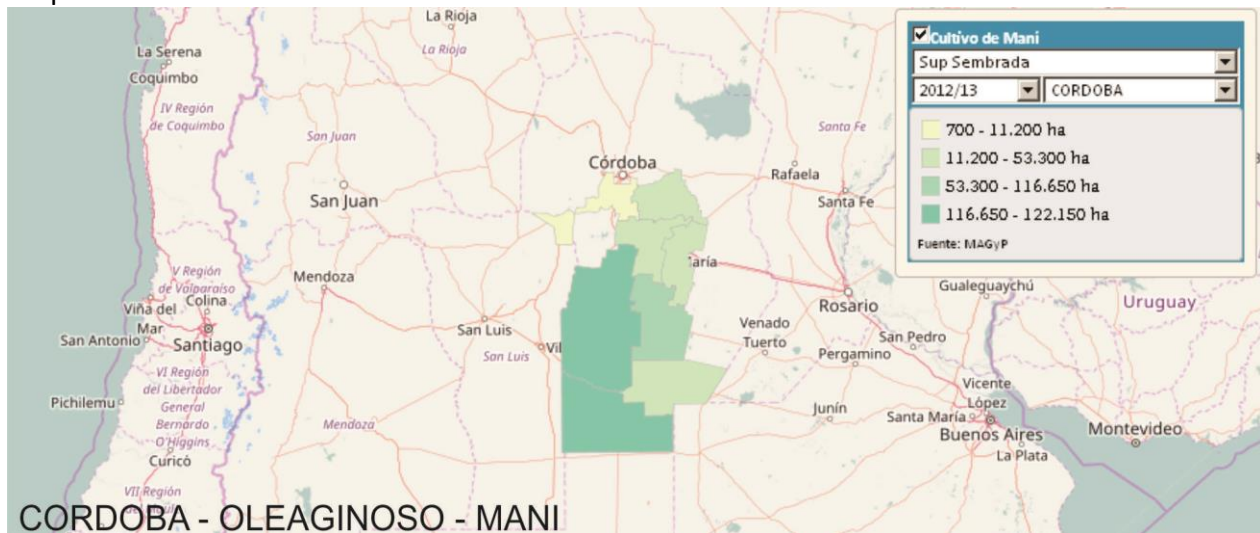 La Rioja
La Rioja
La Serena
Coquimbo
IV Región
de Coquimbo
San Juan
San Juan
Córdoba
Santa Fe
Rafaela
Santa Fe
Cultivo de Mani
Sup Sembrada
2012/13 CORDOBA
700 - 11.200 ha
11.200 - 53.300 ha
53.300 - 116.650 ha
116.650 - 122.150 ha
Fuente: MAGyP
V Región
de Valparaíso
Viña del
Mar
Colina
San Antonio
Santiago
Mendoza
San Luis
San Luis
Vil
aría
Rosario
Gualeguaychú
Uruguay
Venado
Tuerto
San Pedro
Pergamino
VI Región
del Libertador
General
Bernardo
O'Higgins
Pichilemu
Curicó
Mendoza
Junín
Vicente
López
Santa María
Buenos Aires
La Plata
Montevideo
VII Región
CORDOBA - OLEAGINOSO - MANI